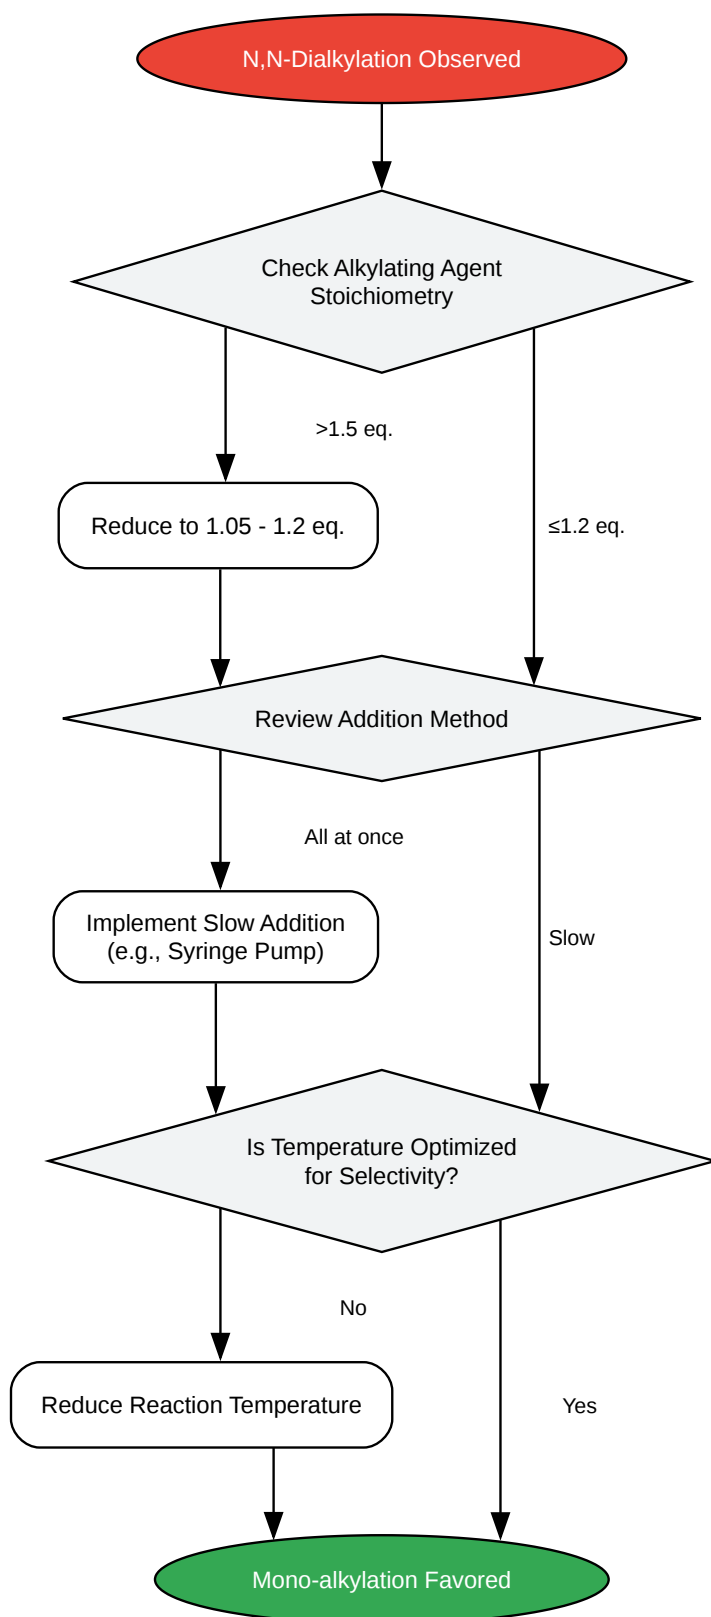 N,N-Dialkylation Observed
Check Alkylating Agent
Stoichiometry
>1.5 eq.
Reduce to 1.05 - 1.2 eq.
≤1.2 eq.
Review Addition Method
All at once
Implement Slow Addition
(e.g., Syringe Pump)
Slow
Is Temperature Optimized
for Selectivity?
No
Reduce Reaction Temperature
Yes
Mono-alkylation Favored